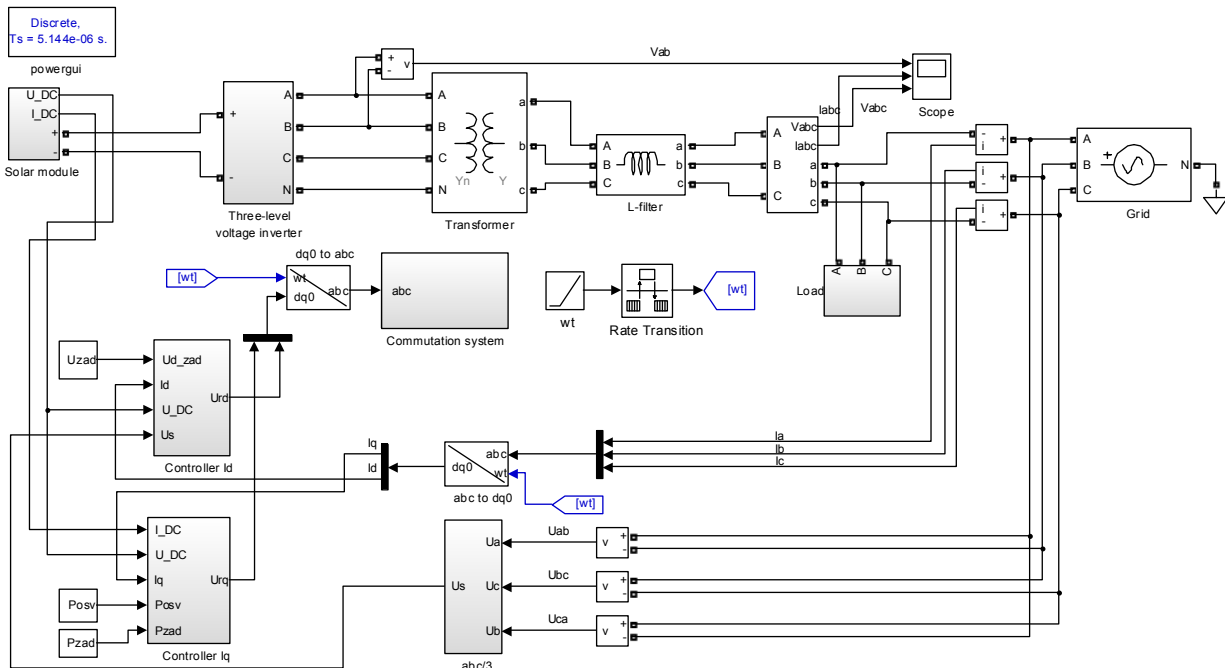 Discrete,
Ts = 5.144e-06 s.
powergui
U_DC
I_DC
+
-
Solar module
+
-
A
B
C
N
Three-level
voltage inverter
+
-
v
Vab
A
B
C
N
Yn
Y
a
b
c
Transformer
A
B
C
a
b
c
L-filter
A
B
C
Vabc
Iabc
a
b
c
Iabc
Vabc
Scope
-
i
+
i
-
+
i
-
+
A
B
C
+
N
Grid
A
B
C
Load
[wt]
dq0 to abc
wt
dq0
abc
abc
Commutation system
wt
Rate Transition
[wt]
Uzad
Ud_zad
Id
U_DC
Us
Urd
Controller Id
Iq
Id
abc
dq0
wt
abc to dq0
[wt]
Ia
Ib
Ic
I_DC
U_DC
Iq
Posv
Pzad
Urq
Controller Iq
Posv
Pzad
Us
Ua
Uc
Ub
abc/3
Uab
v
+
-
Ubc
v
+
-
Uca
v
+
-